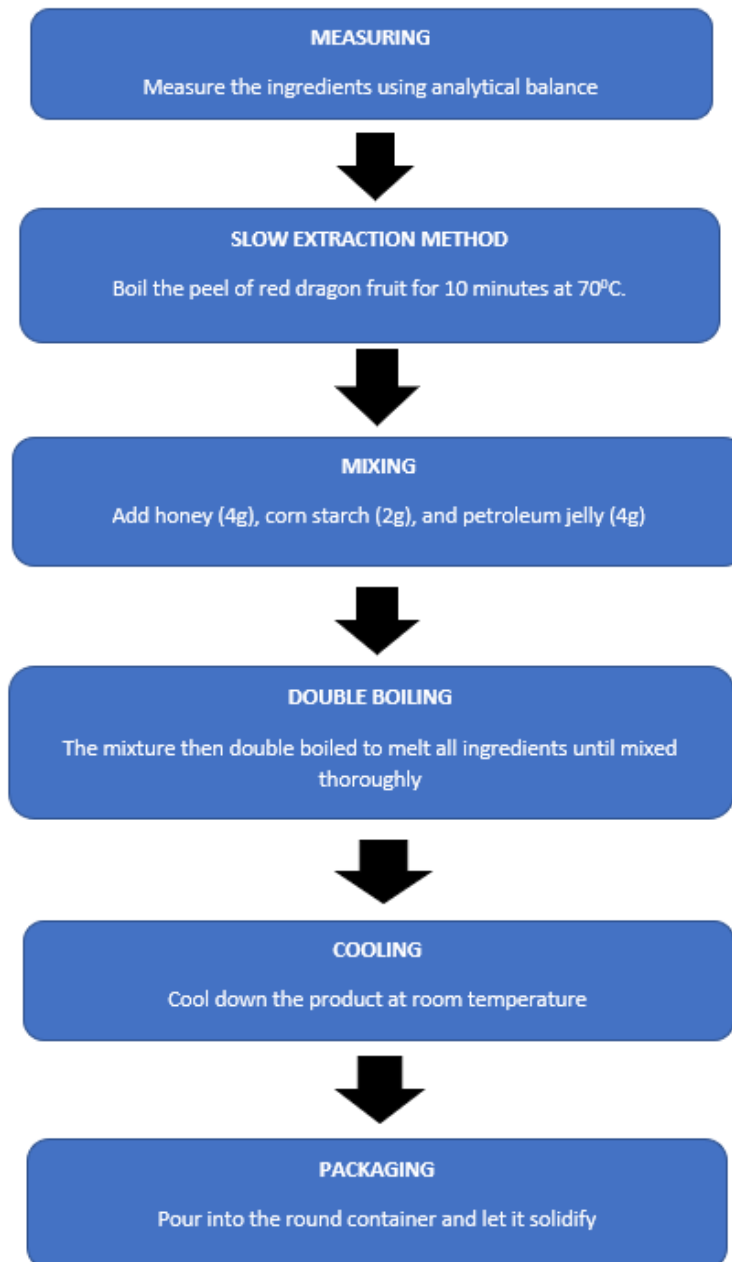 MEASURING
Measure the ingredients using analytical balance
SLOW EXTRACTION METHOD
Boil the peel of red dragon fruit for 10 minutes at 70⁰C.
MIXING
Add honey (4g), corn starch (2g), and petroleum jelly (4g)
DOUBLE BOILING
The mixture then double boiled to melt all ingredients until mixed
thoroughly
COOLING
Cool down the product at room temperature
PACKAGING
Pour into the round container and let it solidify